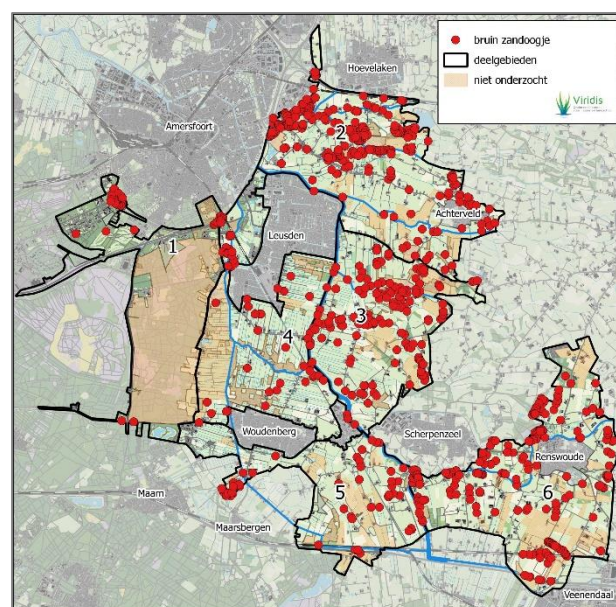 bruin zandoogje
deelgebieden
niet onderzocht
Viridis
Hoevelaken
Amersfoort
2
Achterveld
Leusden
1
3
4
Woudenberg
Scherpenzeel
Renswoude
Maarn
5
6
Maarsbergen
Veenendaal